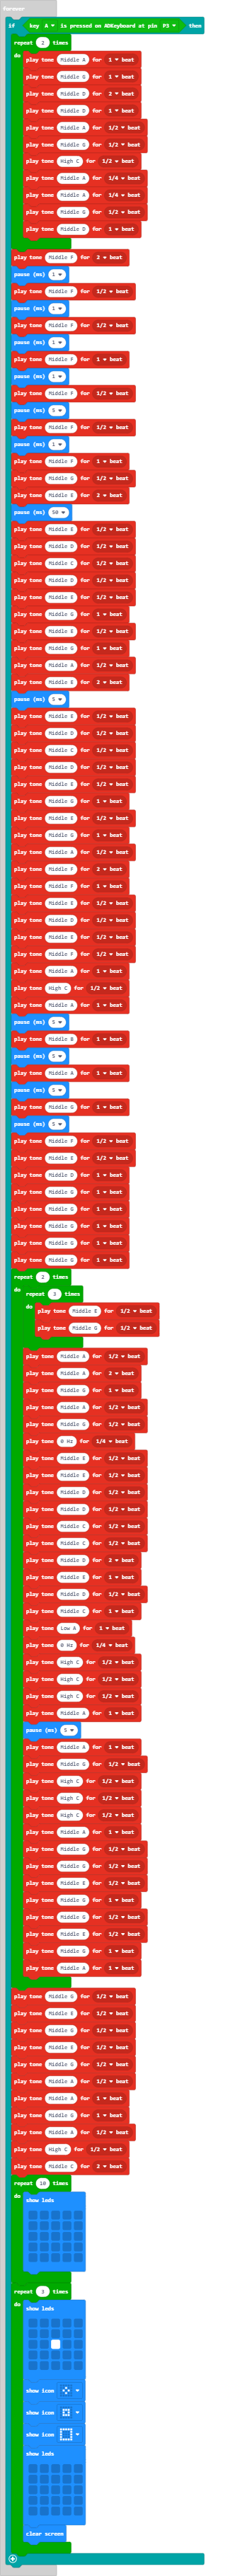 forever
if key A is pressed on ADKeyboard at pin P3 then
repeat 2 times
do play tone Middle A for 1 beat
play tone Middle G for 1 beat
play tone Middle D for 2 beat
play tone Middle D for 1/2 beat
play tone Middle A for 1/2 beat
play tone Middle G for 1/2 beat
play tone High C for 1/2 beat
play tone Middle A for 1/4 beat
play tone Middle A for 1/4 beat
play tone Middle G for 1/2 beat
play tone Middle D for 1 beat
play tone Middle F for 2 beat
pause (ms) 1
play tone Middle F for 1/2 beat
pause (ms) 1
play tone Middle F for 1/2 beat
pause (ms) 1
play tone Middle F for 1 beat
pause (ms) 1
play tone Middle F for 1/2 beat
pause (ms) 5
play tone Middle F for 1/2 beat
pause (ms) 1
play tone Middle F for 1 beat
play tone Middle G for 1/2 beat
play tone Middle E for 2 beat
pause (ms) 50
play tone Middle E for 1/2 beat
play tone Middle D for 1/2 beat
play tone Middle C for 1/2 beat
play tone Middle D for 1/2 beat
play tone Middle E for 1/2 beat
play tone Middle G for 1 beat
play tone Middle E for 1/2 beat
play tone Middle G for 1 beat
play tone Middle A for 1/2 beat
play tone Middle E for 2 beat
pause (ms) 5
play tone Middle E for 1/2 beat
play tone Middle D for 1/2 beat
play tone Middle C for 1/2 beat
play tone Middle D for 1/2 beat
play tone Middle E for 1/2 beat
play tone Middle G for 1 beat
play tone Middle E for 1/2 beat
play tone Middle G for 1 beat
play tone Middle A for 1/2 beat
play tone Middle F for 2 beat
play tone Middle F for 1 beat
play tone Middle E for 1/2 beat
play tone Middle D for 1/2 beat
play tone Middle E for 1/2 beat
play tone Middle F for 1/2 beat
play tone Middle A for 1 beat
play tone High C for 1/2 beat
play tone Middle A for 1 beat
pause (ms) 5
play tone Middle B for 1 beat
pause (ms) 5
play tone Middle A for 1 beat
pause (ms) 5
play tone Middle G for 1 beat
pause (ms) 5
play tone Middle F for 1/2 beat
play tone Middle E for 1/2 beat
play tone Middle D for 1 beat
play tone Middle G for 1 beat
play tone Middle G for 1 beat
play tone Middle G for 1 beat
play tone Middle G for 1 beat
play tone Middle G for 1 beat
repeat 2 times
do repeat 3 times
do play tone Middle E for 1/2 beat
play tone Middle G for 1/2 beat
play tone Middle A for 1/2 beat
play tone Middle A for 2 beat
play tone Middle G for 1 beat
play tone Middle A for 1/2 beat
play tone Middle G for 1/2 beat
play tone 0 Hz for 1/4 beat
play tone Middle E for 1/2 beat
play tone Middle E for 1/2 beat
play tone Middle D for 1/2 beat
play tone Middle D for 1/2 beat
play tone Middle C for 1/2 beat
play tone Middle C for 1/2 beat
play tone Middle D for 2 beat
play tone Middle E for 1 beat
play tone Middle D for 1/2 beat
play tone Middle C for 1 beat
play tone Low A for 1 beat
play tone 0 Hz for 1/4 beat
play tone High C for 1/2 beat
play tone High C for 1/2 beat
play tone High C for 1/2 beat
play tone Middle A for 1 beat
pause (ms) 5
play tone Middle A for 1 beat
play tone Middle G for 1/2 beat
play tone High C for 1/2 beat
play tone High C for 1/2 beat
play tone High C for 1/2 beat
play tone Middle A for 1 beat
play tone Middle G for 1/2 beat
play tone Middle G for 1/2 beat
play tone Middle E for 1/2 beat
play tone Middle G for 1 beat
play tone Middle G for 1/2 beat
play tone Middle E for 1/2 beat
play tone Middle G for 1 beat
play tone Middle A for 1 beat
play tone Middle G for 1/2 beat
play tone Middle E for 1/2 beat
play tone Middle G for 1/2 beat
play tone Middle E for 1/2 beat
play tone Middle G for 1/2 beat
play tone Middle A for 1/2 beat
play tone Middle A for 1 beat
play tone Middle G for 1 beat
play tone Middle A for 1/2 beat
play tone High C for 1/2 beat
play tone Middle C for 2 beat
repeat 10 times
do show leds
repeat 3 times
do show leds
show icon
show icon
show icon
show leds
clear screen